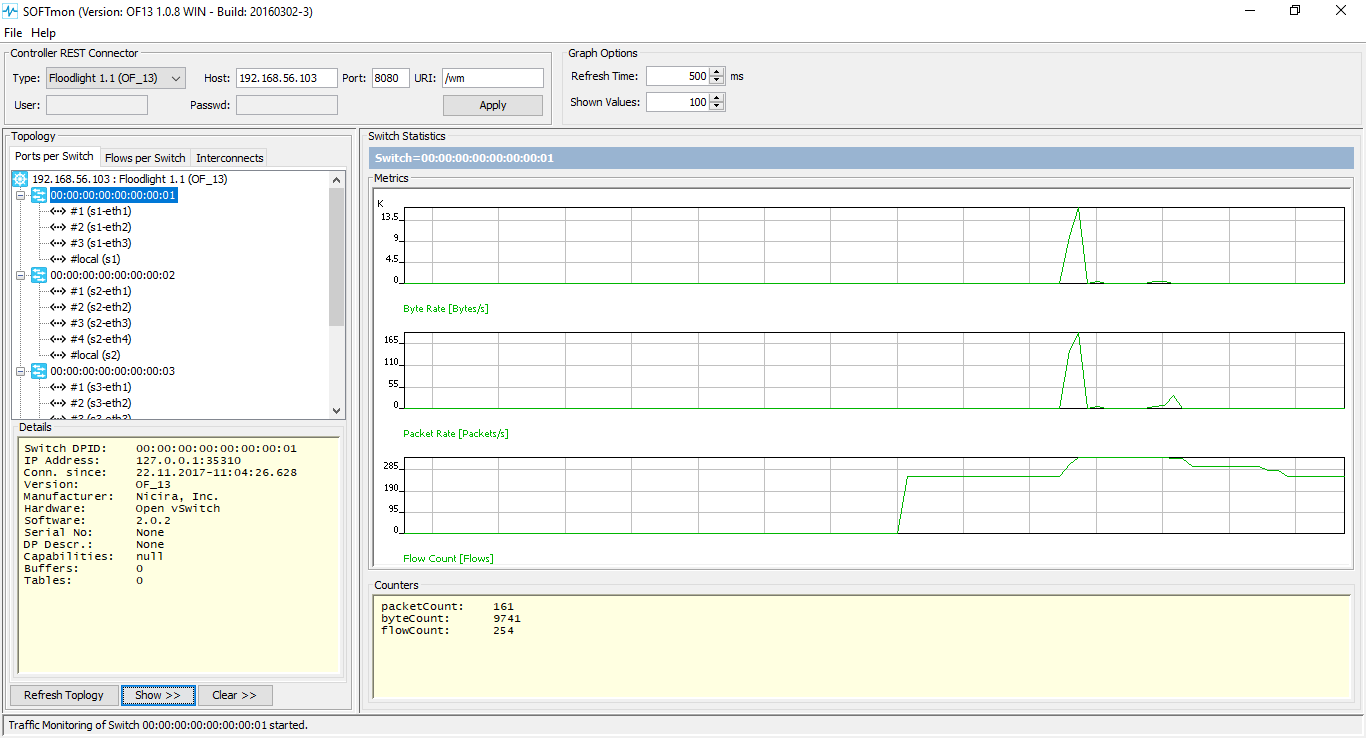 SOFTmon (Version: OF13 1.0.8 WIN - Build: 20160302-3)
File Help
Controller REST Connector
Type: Floodlight 1.1 (OF_13) Host: 192.168.56.103 Port: 8080 URI: /wm
User: Passwd: Apply
Graph Options
Refresh Time: 500 ms
Shown Values: 100
Topology
Ports per Switch Flows per Switch Interconnects
192.168.56.103 : Floodlight 1.1 (OF_13)
00:00:00:00:00:00:00:01
#1 (s1-eth1)
#2 (s1-eth2)
#3 (s1-eth3)
#local (s1)
00:00:00:00:00:00:00:02
#1 (s2-eth1)
#2 (s2-eth2)
#3 (s2-eth3)
#4 (s2-eth4)
#local (s2)
00:00:00:00:00:00:00:03
#1 (s3-eth1)
#2 (s3-eth2)
#3 (s3-eth3)
Details
Switch DPID: 00:00:00:00:00:00:00:01
IP Address: 127.0.0.1:35310
Conn. since: 22.11.2017-11:04:26.628
Version: OF_13
Manufacturer: Nicira, Inc.
Hardware: Open vSwitch
Software: 2.0.2
Serial No: None
DP Descr.: None
Capabilities: null
Buffers: 0
Tables: 0
Refresh Toplogy Show >> Clear >>
Switch Statistics
Switch=00:00:00:00:00:00:00:01
Metrics
K
13.5
9
4.5
0
Byte Rate [Bytes/s]
165
110
55
0
Packet Rate [Packets/s]
285
190
95
0
Flow Count [Flows]
Counters
packetCount: 161
byteCount: 9741
flowCount: 254
Traffic Monitoring of Switch 00:00:00:00:00:00:00:01 started.